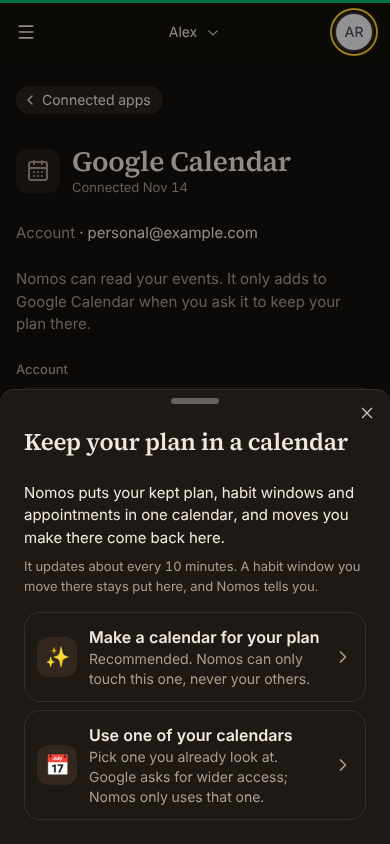 Alex
AR
Connected apps
Google Calendar
Connected Nov 14
Account · personal@example.com
Nomos can read your events. It only adds to
Google Calendar when you ask it to keep your
plan there.
Account
Keep your plan in a calendar
Nomos puts your kept plan, habit windows and
appointments in one calendar, and moves you
make there come back here.
It updates about every 10 minutes. A habit window you
move there stays put here, and Nomos tells you.
Make a calendar for your plan
Recommended. Nomos can only
touch this one, never your others.
Use one of your calendars
Pick one you already look at.
Google asks for wider access;
Nomos only uses that one.